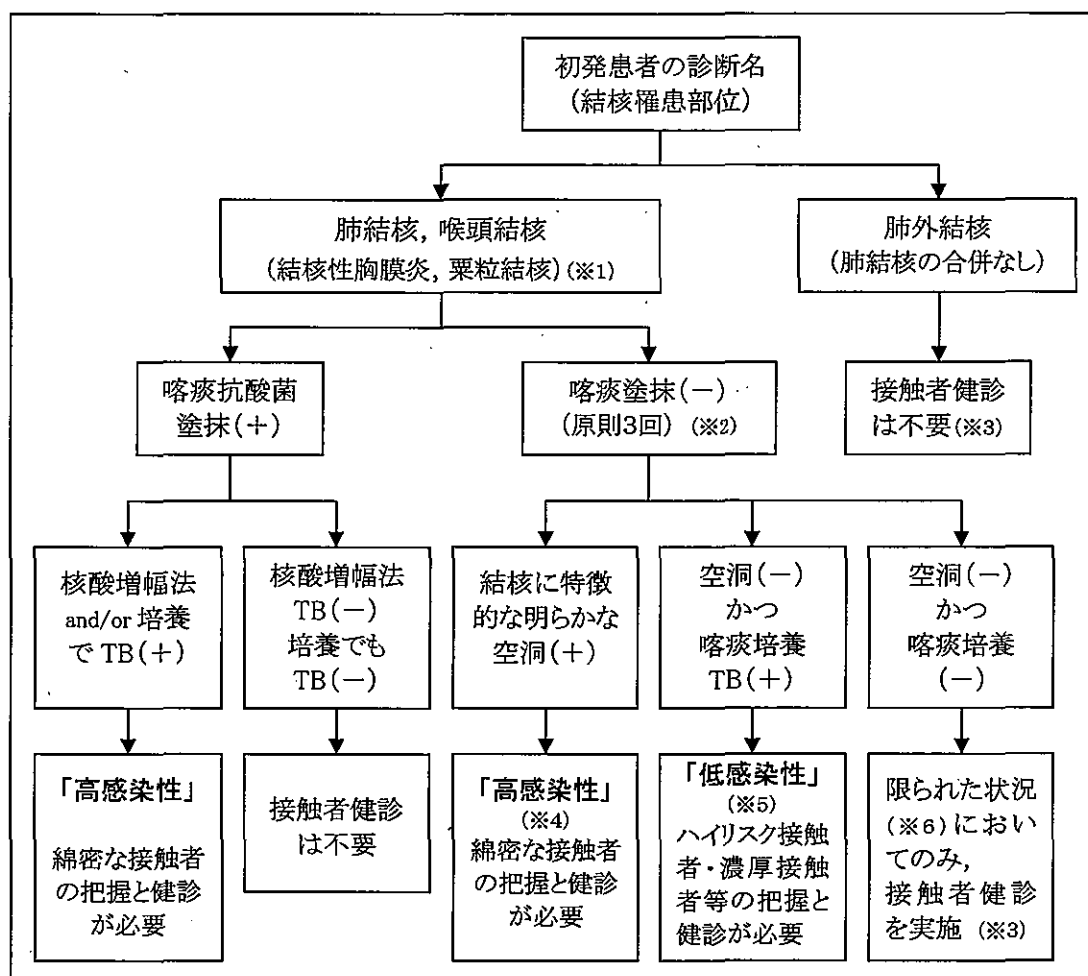 初発患者の診断名
(結核罹患部位)
肺結核, 喉頭結核
(結核性胸膜炎, 粟粒結核)(※1)
肺外結核
(肺結核の合併なし)
喀痰抗酸菌
塗抹(+)
喀痰塗抹(-)
(原則3回)(※2)
接触者健診
は不要(※3)
核酸増幅法
and/or 培養
で TB(+)
核酸増幅法
TB(-)
培養でも
TB(-)
結核に特徴
的な明らかな
空洞(+)
空洞(-)
かつ
喀痰培養
TB(+)
空洞(-)
かつ
喀痰培養
(-)
「高感染性」
綿密な接触者
の把握と健診
が必要
接触者健診
は不要
「高感染性」
(※4)
綿密な接触者
の把握と健診
が必要
「低感染性」
(※5)
ハイリスク接触
者・濃厚接触
者等の把握と
健診が必要
限られた状況
(※6)におい
てのみ,
接触者健診
を実施(※3)